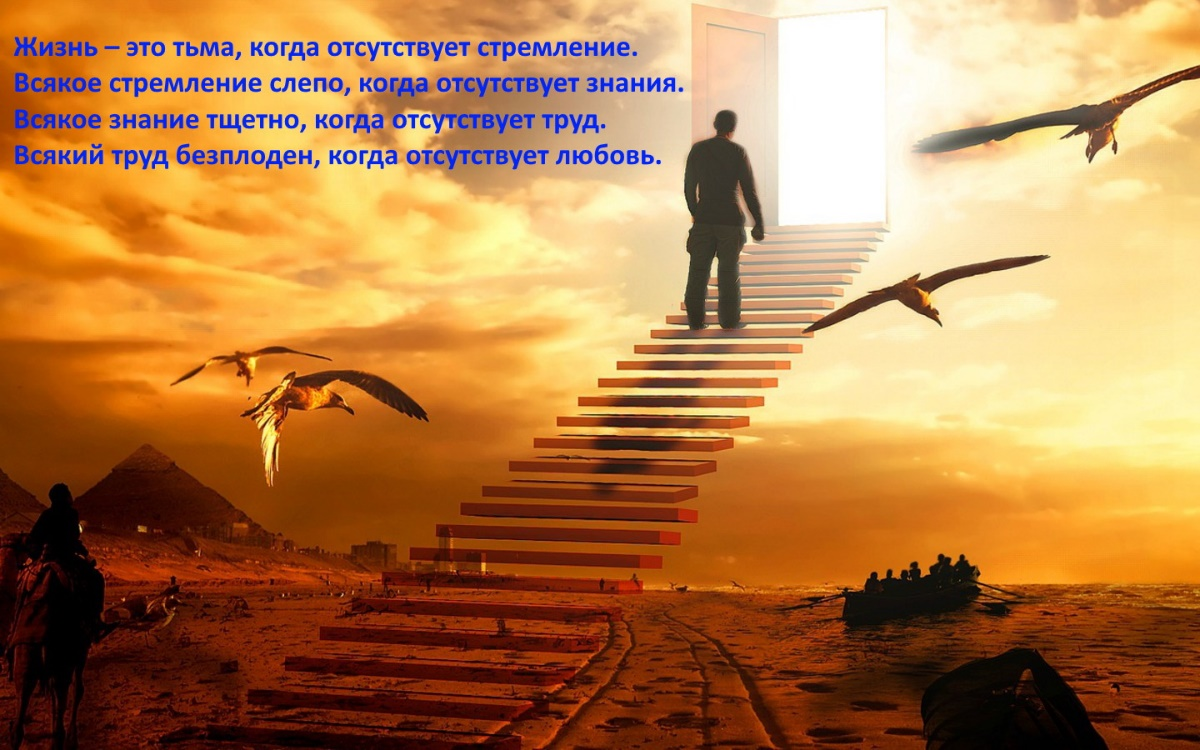 Жизнь – это тьма, когда отсутствует стремление.
Всякое стремление слепо, когда отсутствует знания.
Всякое знание тщетно, когда отсутствует труд.
Всякий труд безплоден, когда отсутствует любовь.